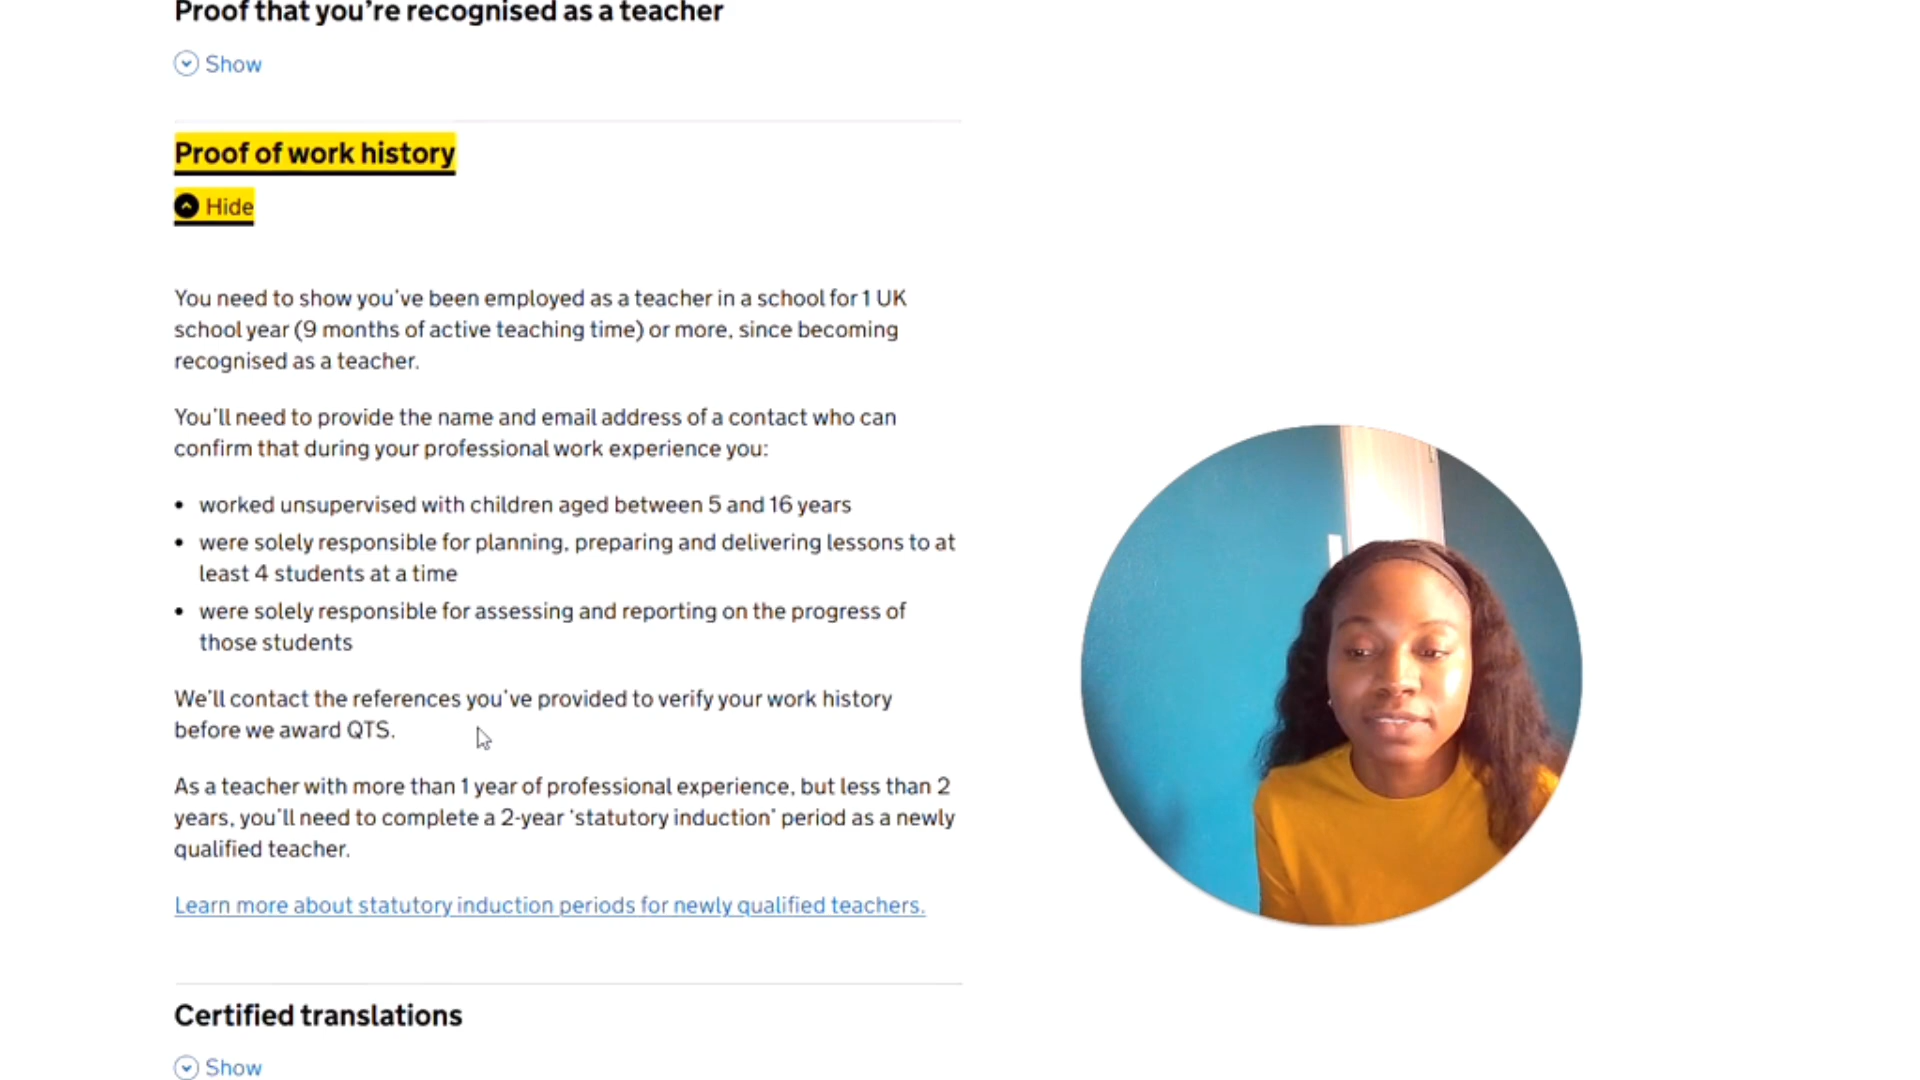 Proof that you’re recognised as a teacher
Show
Proof of work history
Hide
You need to show you’ve been employed as a teacher in a school for 1 UK
school year (9 months of active teaching time) or more, since becoming
recognised as a teacher.
You’ll need to provide the name and email address of a contact who can
confirm that during your professional work experience you:
• worked unsupervised with children aged between 5 and 16 years
• were solely responsible for planning, preparing and delivering lessons to at
least 4 students at a time
• were solely responsible for assessing and reporting on the progress of
those students
We’ll contact the references you’ve provided to verify your work history
before we award QTS.
As a teacher with more than 1 year of professional experience, but less than 2
years, you’ll need to complete a 2-year ‘statutory induction’ period as a newly
qualified teacher.
Learn more about statutory induction periods for newly qualified teachers.
Certified translations
Show